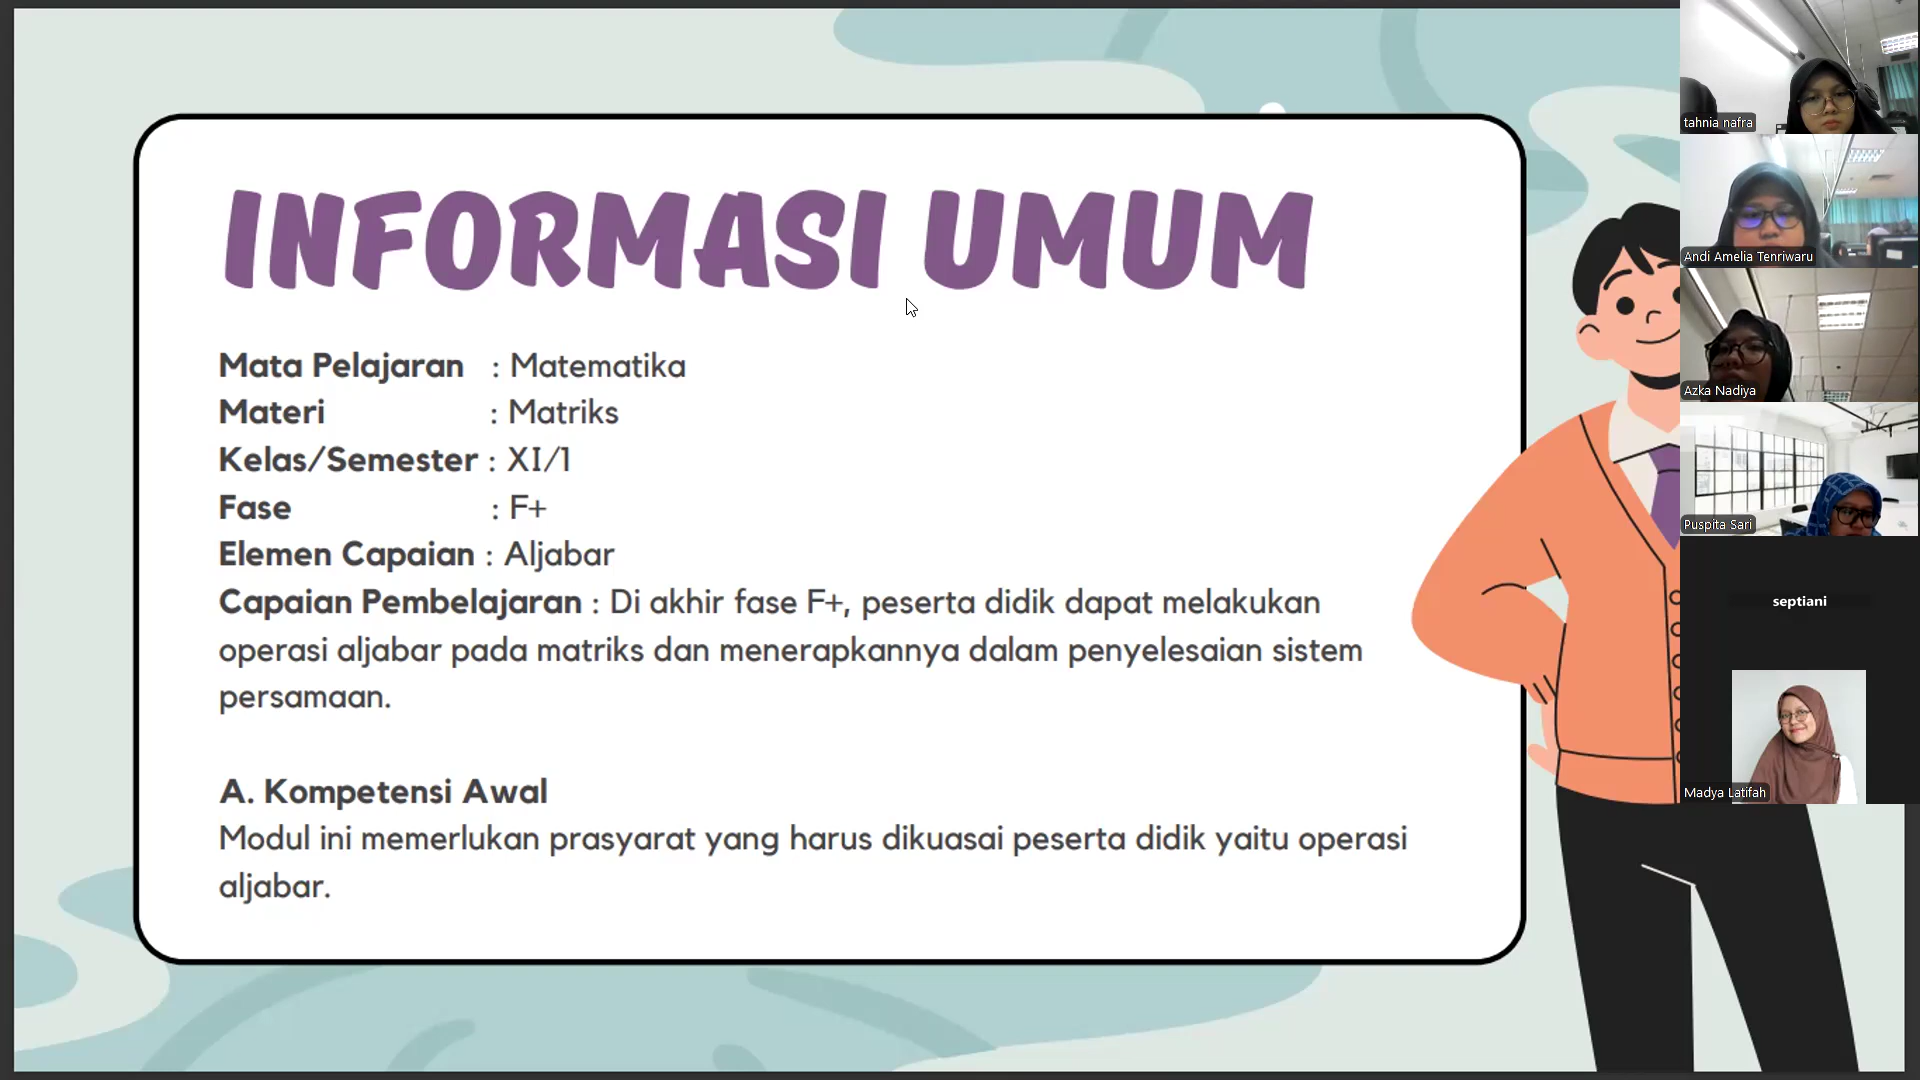 INFORMASI UMUM
Mata Pelajaran : Matematika
Materi : Matriks
Kelas/Semester : XI/1
Fase : F+
Elemen Capaian : Aljabar
Capaian Pembelajaran : Di akhir fase F+, peserta didik dapat melakukan
operasi aljabar pada matriks dan menerapkannya dalam penyelesaian sistem
persamaan.
A. Kompetensi Awal
Modul ini memerlukan prasyarat yang harus dikuasai peserta didik yaitu operasi
aljabar.
tahnia nafra
Andi Amelia Tenriwaru
Azka Nadiya
Puspita Sari
septiani
Madya Latifah